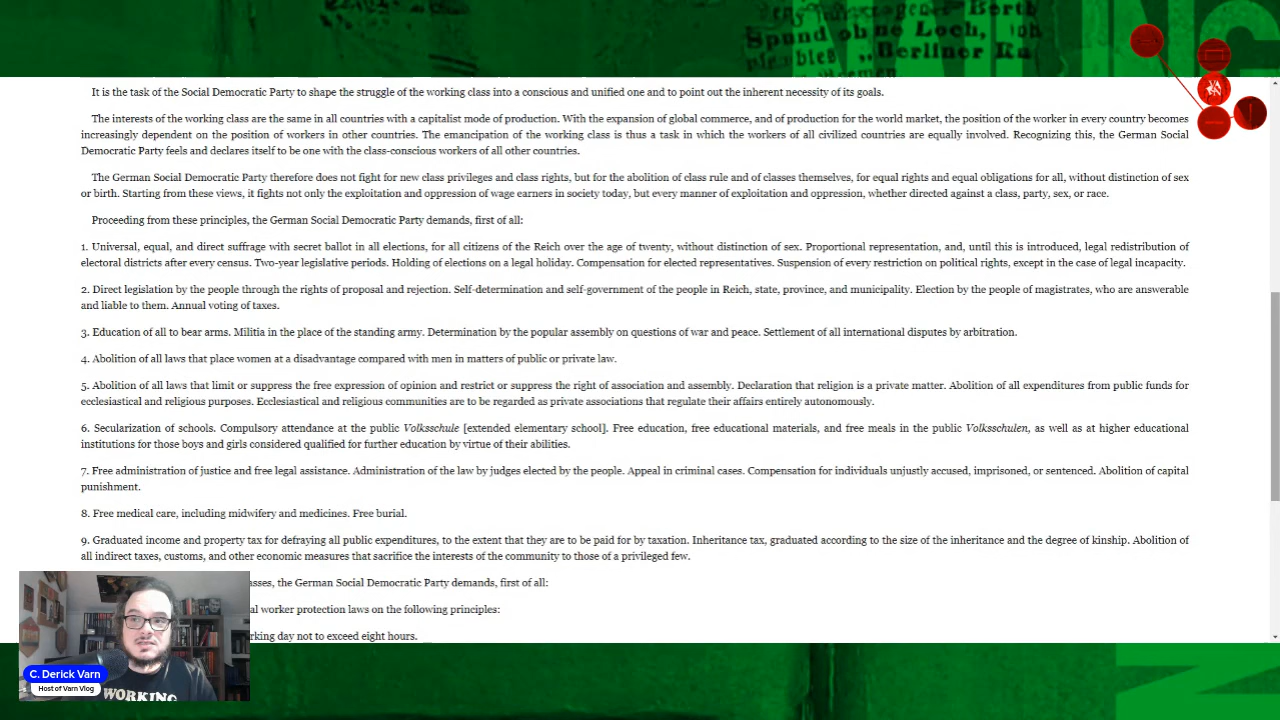 Spund ohne Loch,
Berliner
VA
RN
It is the task of the Social Democratic Party to shape the struggle of the working class into a conscious and unified one and to point out the inherent necessity of its goals.
The interests of the working class are the same in all countries with a capitalist mode of production. With the expansion of global commerce, and of production for the world market, the position of the worker in every country becomes
increasingly dependent on the position of workers in other countries. The emancipation of the working class is thus a task in which the workers of all civilized countries are equally involved. Recognizing this, the German Social
Democratic Party feels and declares itself to be one with the class-conscious workers of all other countries.
The German Social Democratic Party therefore does not fight for new class privileges and class rights, but for the abolition of class rule and of classes themselves, for equal rights and equal obligations for all, without distinction of sex
or birth. Starting from these views, it fights not only the exploitation and oppression of wage earners in society today, but every manner of exploitation and oppression, whether directed against a class, party, sex, or race.
Proceeding from these principles, the German Social Democratic Party demands, first of all:
1. Universal, equal, and direct suffrage with secret ballot in all elections, for all citizens of the Reich over the age of twenty, without distinction of sex. Proportional representation, and, until this is introduced, legal redistribution of
electoral districts after every census. Two-year legislative periods. Holding of elections on a legal holiday. Compensation for elected representatives. Suspension of every restriction on political rights, except in the case of legal incapacity.
2. Direct legislation by the people through the rights of proposal and rejection. Self-determination and self-government of the people in Reich, state, province, and municipality. Election by the people of magistrates, who are answerable
and liable to them. Annual voting of taxes.
3. Education of all to bear arms. Militia in the place of the standing army. Determination by the popular assembly on questions of war and peace. Settlement of all international disputes by arbitration.
4. Abolition of all laws that place women at a disadvantage compared with men in matters of public or private law.
5. Abolition of all laws that limit or suppress the free expression of opinion and restrict or suppress the right of association and assembly. Declaration that religion is a private matter. Abolition of all expenditures from public funds for
ecclesiastical and religious purposes. Ecclesiastical and religious communities are to be regarded as private associations that regulate their affairs entirely autonomously.
6. Secularization of schools. Compulsory attendance at the public Volksschule [extended elementary school]. Free education, free educational materials, and free meals in the public Volksschulen, as well as at higher educational
institutions for those boys and girls considered qualified for further education by virtue of their abilities.
7. Free administration of justice and free legal assistance. Administration of the law by judges elected by the people. Appeal in criminal cases. Compensation for individuals unjustly accused, imprisoned, or sentenced. Abolition of capital
punishment.
8. Free medical care, including midwifery and medicines. Free burial.
9. Graduated income and property tax for defraying all public expenditures, to the extent that they are to be paid for by taxation. Inheritance tax, graduated according to the size of the inheritance and the degree of kinship. Abolition of
all indirect taxes, customs, and other economic measures that sacrifice the interests of the community to those of a privileged few.
asses, the German Social Democratic Party demands, first of all:
al worker protection laws on the following principles:
rking day not to exceed eight hours.
C. Derick Varn
Host of Varn Vlog
WORKING